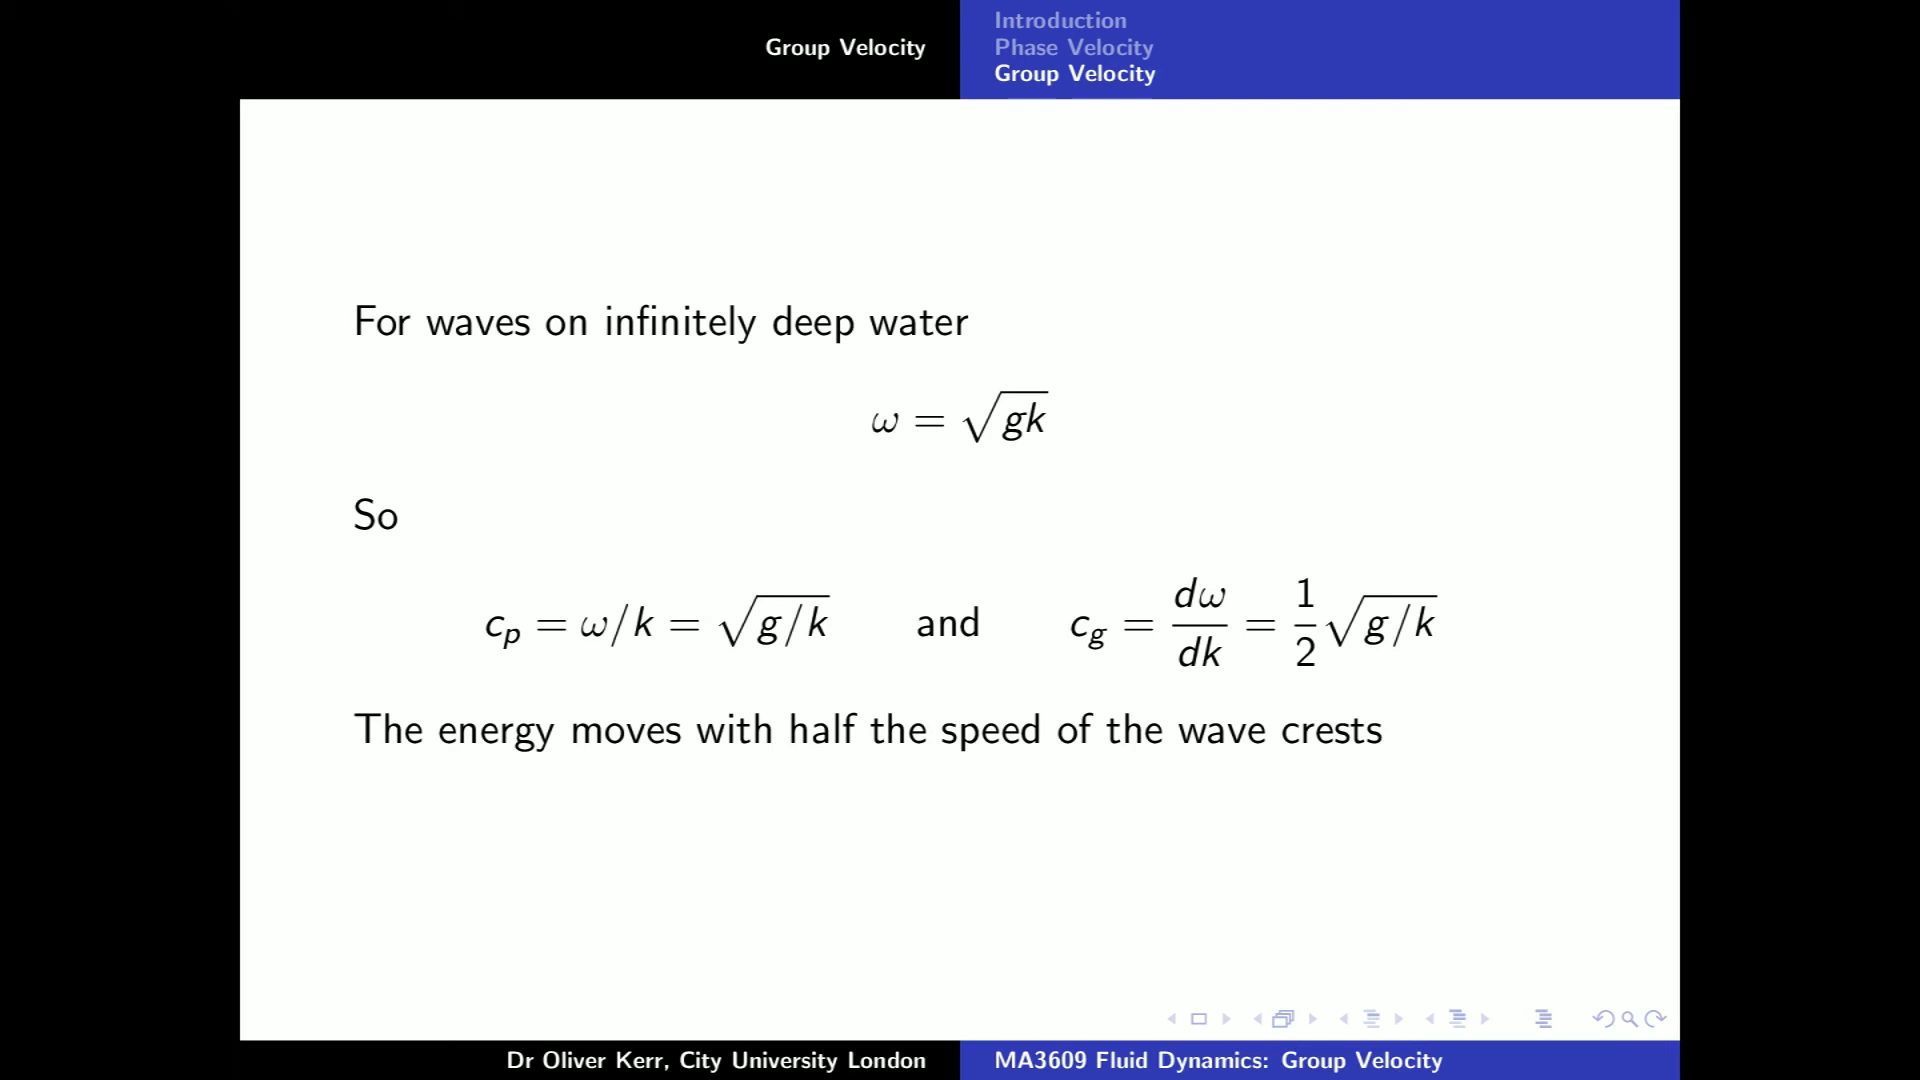 Group Velocity
Introduction
Phase Velocity
Group Velocity
For waves on infinitely deep water
ω = √gk
So
c_p = ω/k = √g/k and c_g = dω/dk = 1/2 √g/k
The energy moves with half the speed of the wave crests
Dr Oliver Kerr, City University London
MA3609 Fluid Dynamics: Group Velocity